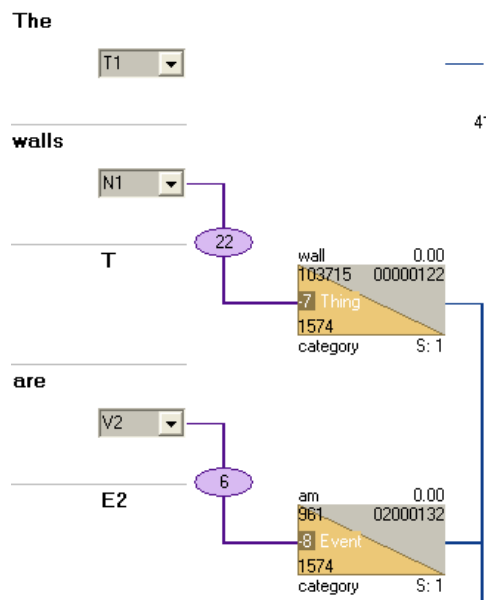 The
T1
41
walls
N1
22
T
wall 0.00
103715 00000122
-7 Thing
1574
category S: 1
are
V2
6
E2
am 0.00
961 02000132
-8 Event
1574
category S: 1